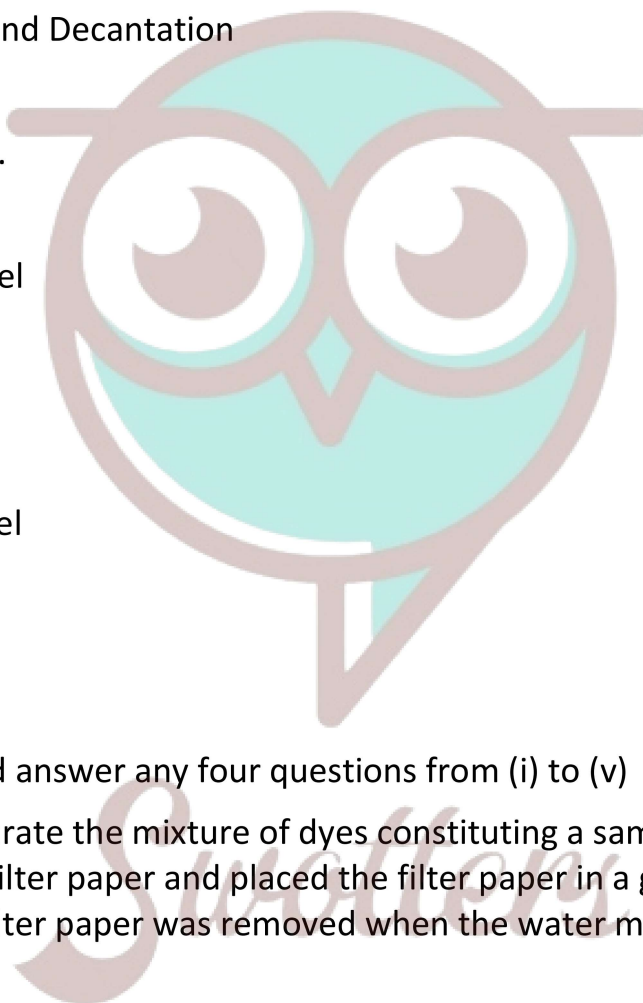 nd Decantation
.
el
el
d answer any four questions from (i) to (v)
rate the mixture of dyes constituting a sam
ilter paper and placed the filter paper in a g
ter paper was removed when the water m
Swotters